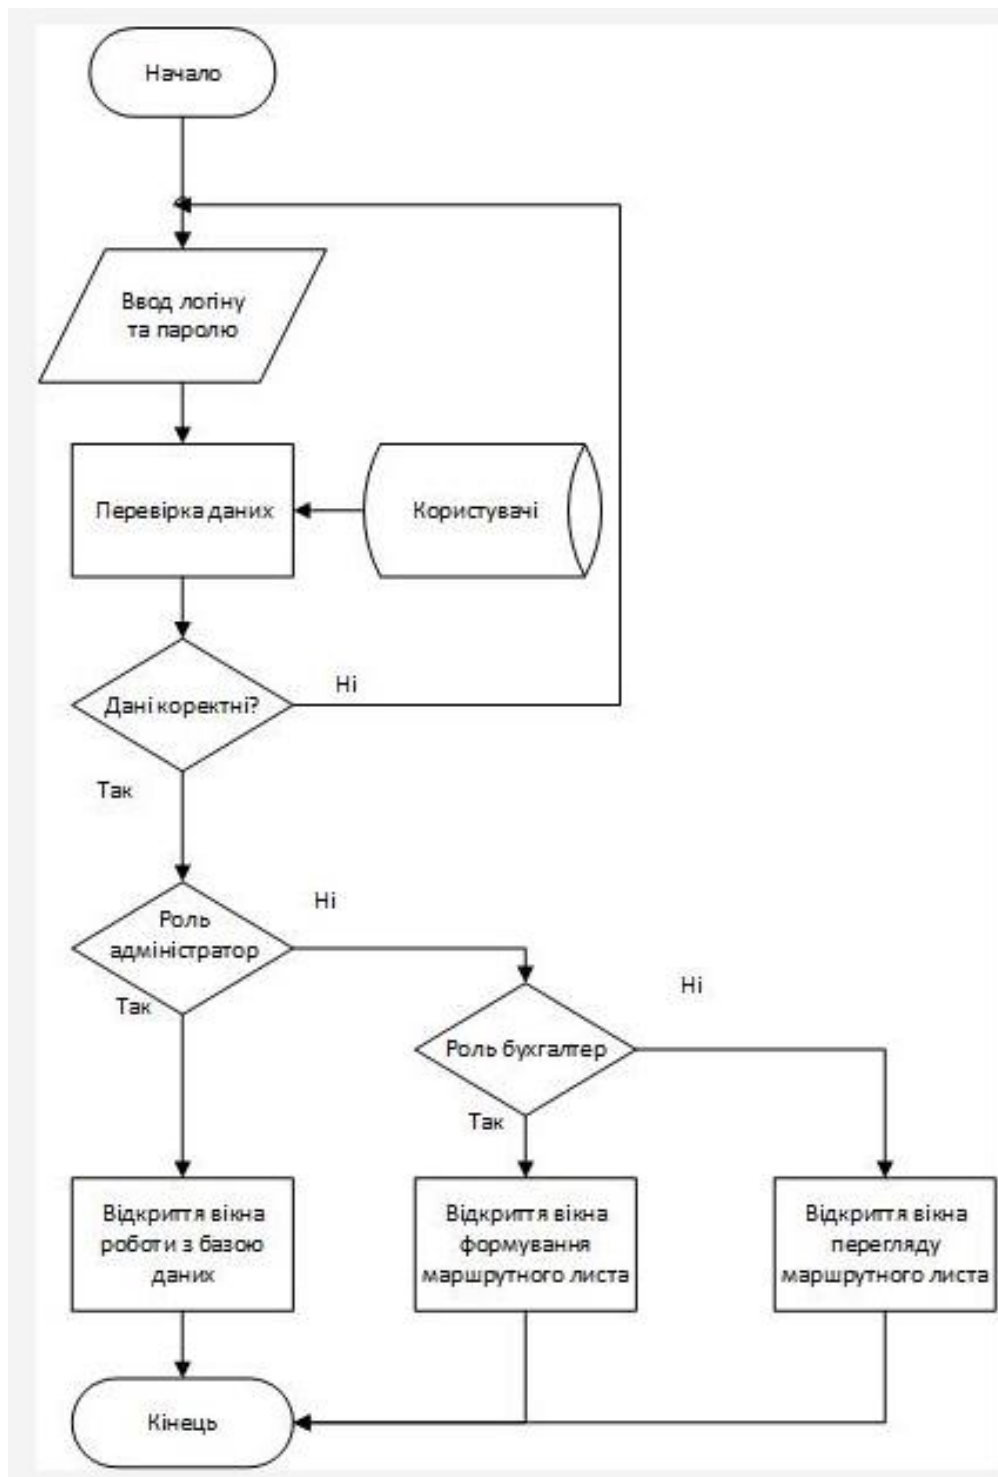 Начало
Ввод логіну
та паролю
Перевірка даних
Користувачі
Дані коректні?
Ні
Так
Роль
адміністратор
Ні
Так
Роль бухгалтер
Ні
Так
Відкриття вікна
роботи з базою
даних
Відкриття вікна
формування
маршрутного листа
Відкриття вікна
перегляду
маршрутного листа
Кінець